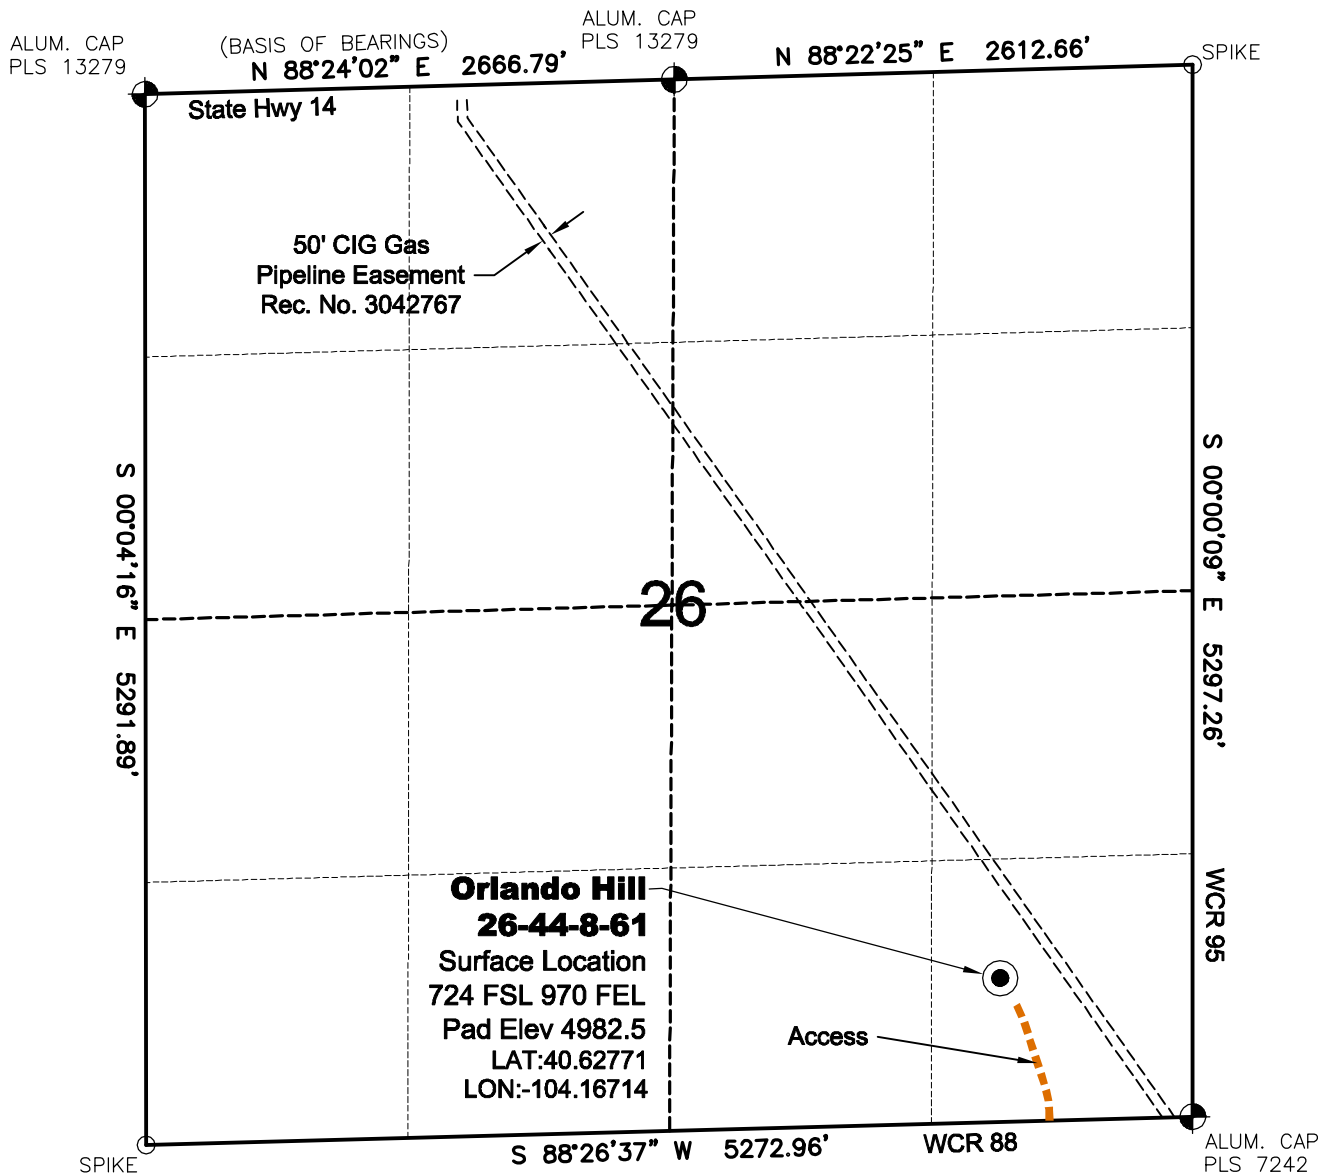 ALUM. CAP
PLS 13279
(BASIS OF BEARINGS)
N 88°24'02" E 2666.79'
ALUM. CAP
PLS 13279
N 88°22'25" E 2612.66'
SPIKE
State Hwy 14
50' CIG Gas
Pipeline Easement
Rec. No. 3042767
S 00°04'16" E 5291.89'
S 00°00'09" E 5297.26'
26
WCR 95
Orlando Hill
26-44-8-61
Surface Location
724 FSL 970 FEL
Pad Elev 4982.5
LAT:40.62771
LON:-104.16714
Access
SPIKE
S 88°26'37" W 5272.96'
WCR 88
ALUM. CAP
PLS 7242